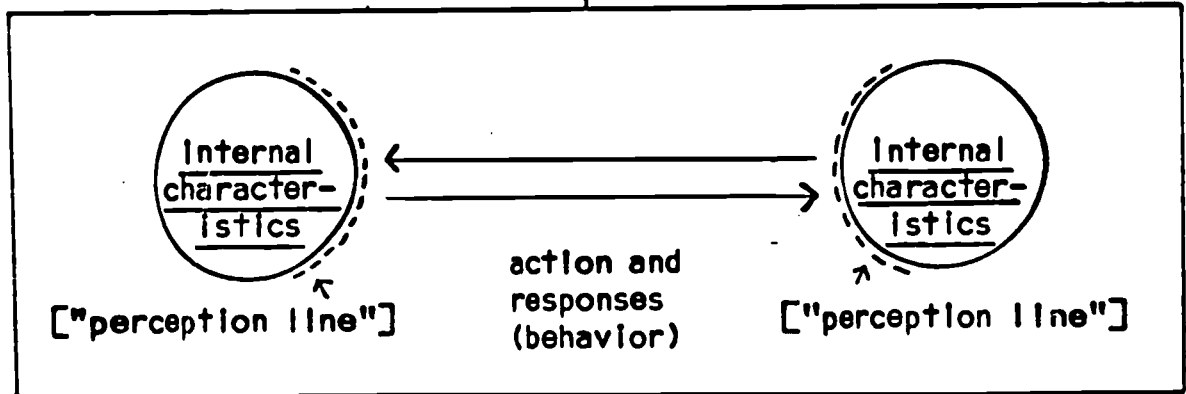 Internal
character-
istics
["perception line"]
action and
responses
(behavior)
Internal
character-
istics
["perception line"]